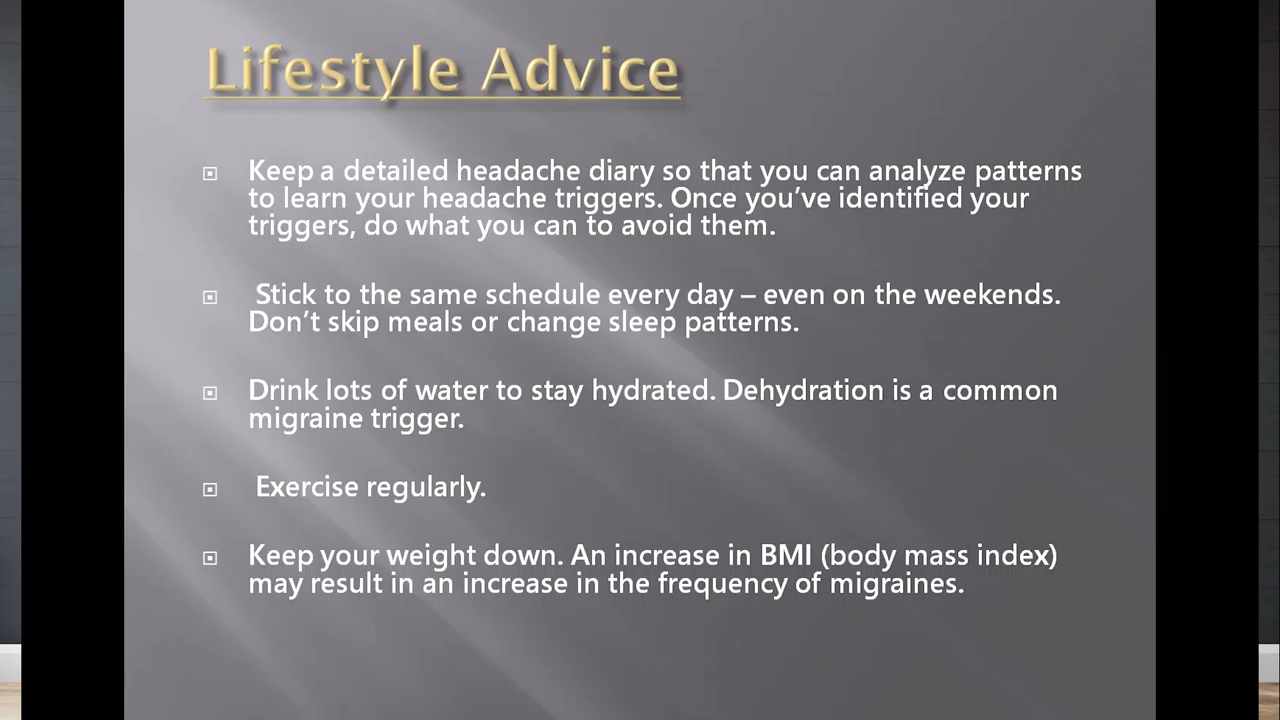 Lifestyle Advice
Keep a detailed headache diary so that you can analyze patterns
to learn your headache triggers. Once you’ve identified your
triggers, do what you can to avoid them.
Stick to the same schedule every day – even on the weekends.
Don’t skip meals or change sleep patterns.
Drink lots of water to stay hydrated. Dehydration is a common
migraine trigger.
Exercise regularly.
Keep your weight down. An increase in BMI (body mass index)
may result in an increase in the frequency of migraines.